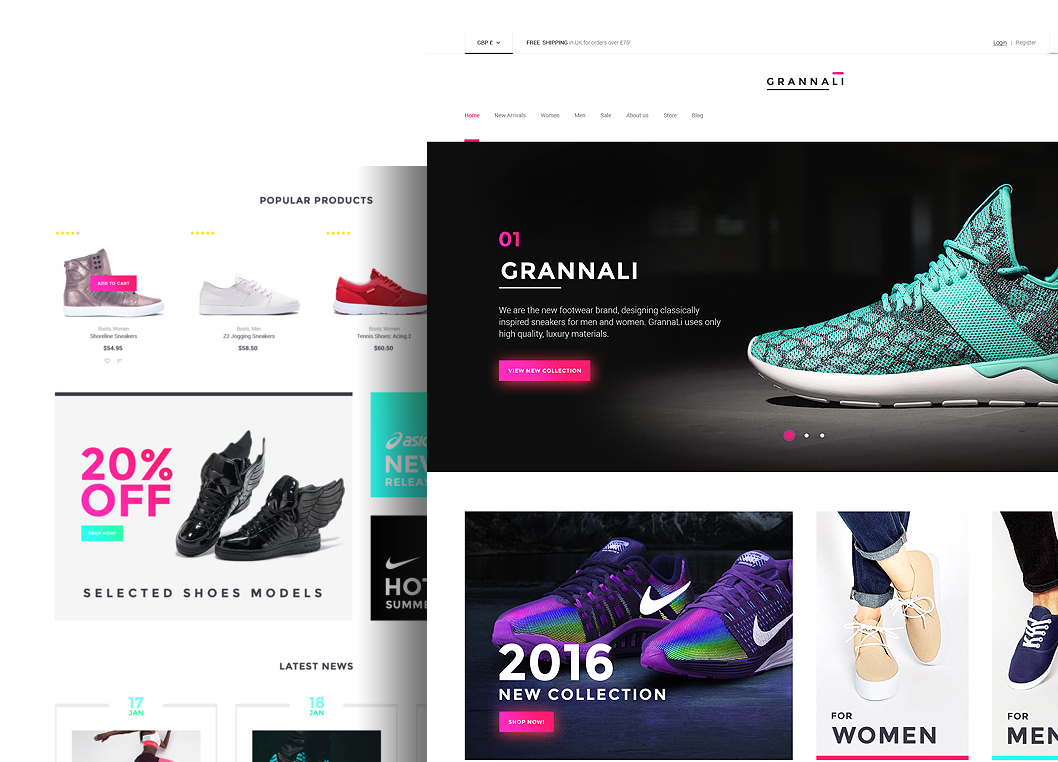 GBP £
FREE SHIPPING in UK for orders over £75!
Login | Register
GRANNALI
Home New Arrivals Women Men Sale About us Store Blog
01
GRANNALI
We are the new footwear brand, designing classically
inspired sneakers for men and women. GrannaLi uses only
high quality, luxury materials.
VIEW NEW COLLECTION
2016
NEW COLLECTION
SHOP NOW!
FOR
WOMEN
FOR
MEN
POPULAR PRODUCTS
ADD TO CART
Boots, Women
Shoreline Sneakers
$54.95
Boots, Men
Z2 Jogging Sneakers
$58.50
Boots, Women
Tennis Shoes: Acing 2
$60.50
20%
OFF
SHOP NOW!
SELECTED SHOES MODELS
asic
NEW
RELEA
HOT
SUMME
LATEST NEWS
17
JAN
18
JAN